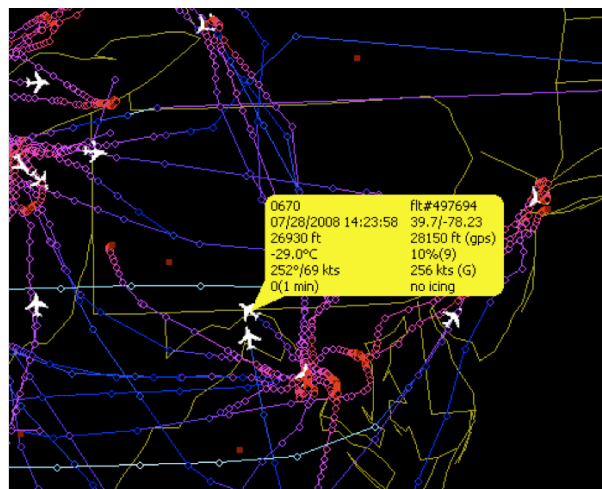 0670 flt#497694
07/28/2008 14:23:58 39.7/-78.23
26930 ft 28150 ft (gps)
-29.0°C 10%(9)
252°/69 kts 256 kts (G)
0(1 min) no icing